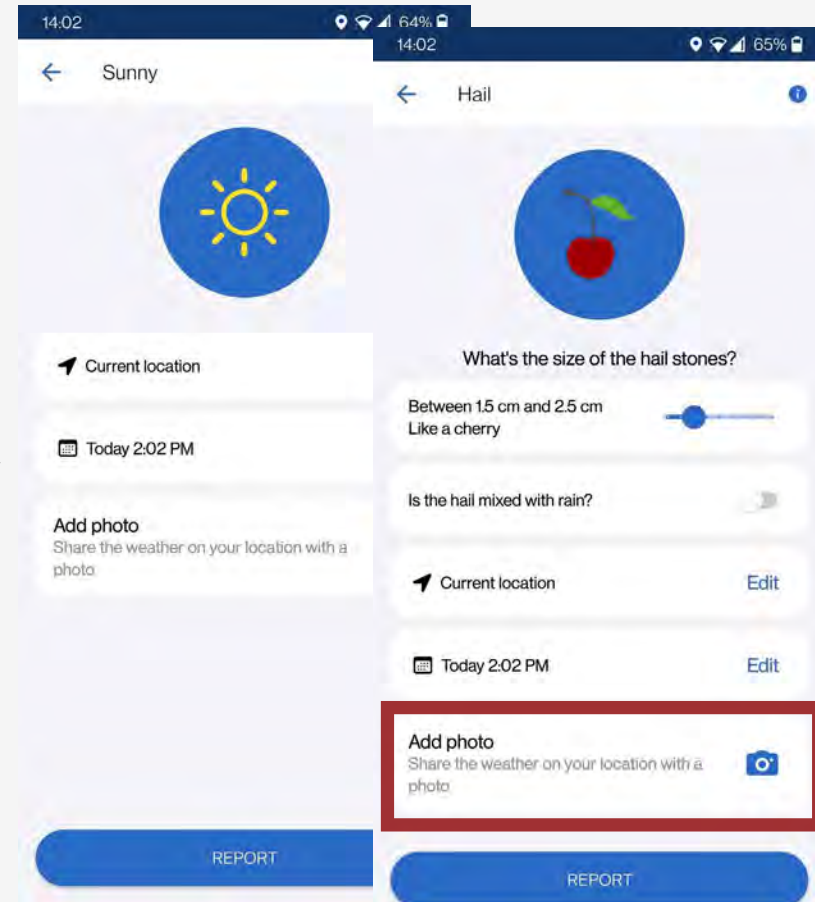 14:02
64%
Sunny
Current location
Today 2:02 PM
Add photo
Share the weather on your location with a
photo
REPORT
14:02
65%
Hail
What's the size of the hail stones?
Between 1.5 cm and 2.5 cm
Like a cherry
Is the hail mixed with rain?
Current location
Edit
Today 2:02 PM
Edit
Add photo
Share the weather on your location with a
photo
REPORT